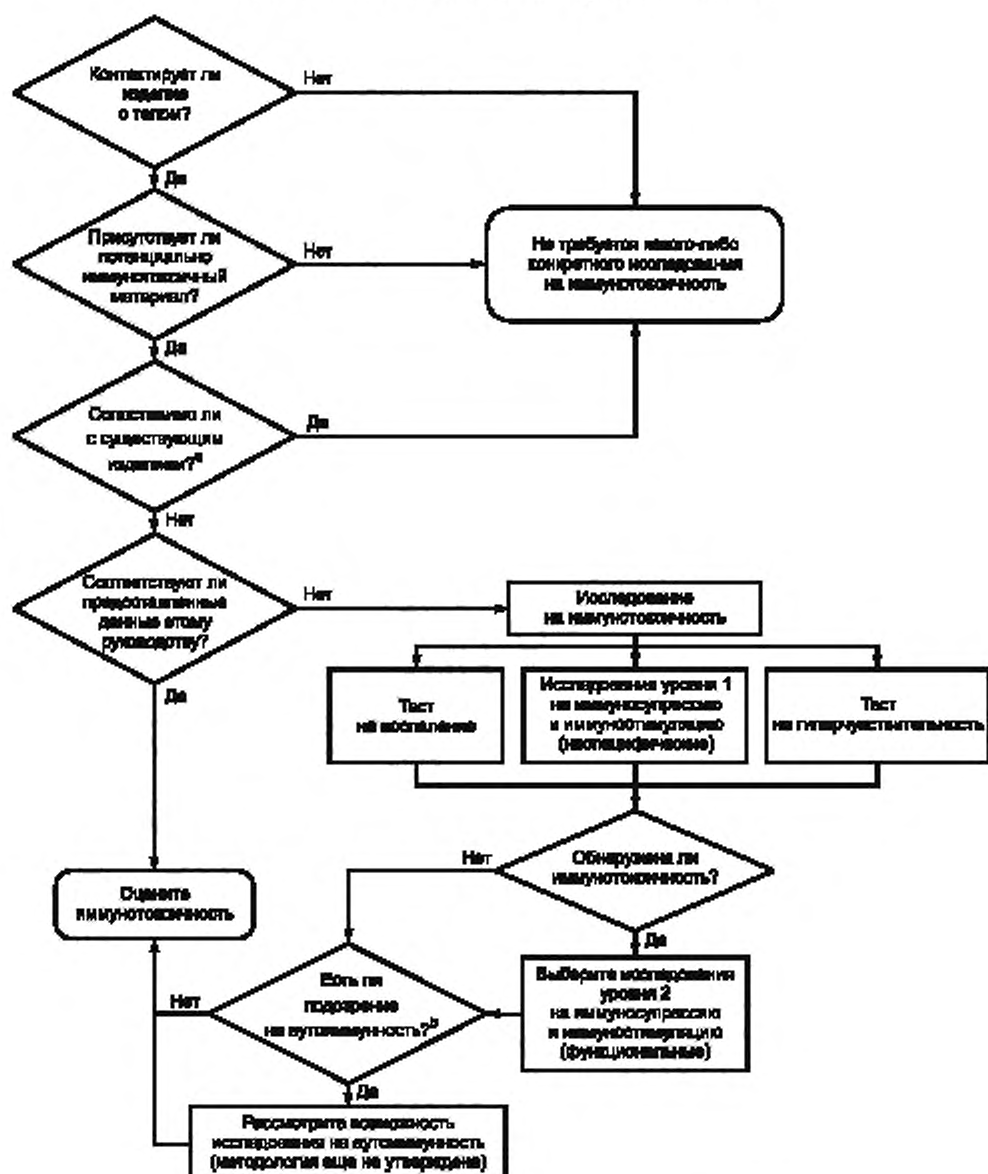 Контактирует ли
изделие
с телом?
Нет
Да
Присутствует ли
потенциально
иммунотоксичный
материал?
Нет
Не требуется какого-либо
конкретного исследования
на иммунотоксичность
Да
Сопоставимо ли
с существующим
изделием?a
Да
Нет
Соответствуют ли
предоставленные
данные этому
руководству?
Нет
Исследование
на иммунотоксичность
Да
Тест
на воспаление
Исследования уровня 1
на иммуносупрессию
и иммуностимуляцию
(неспецифические)
Тест
на гиперчувствительность
Обнаружена ли
иммунотоксичность?
Нет
Да
Оцените
иммунотоксичность
Выберите исследования
уровня 2
на иммуносупрессию
и иммуностимуляцию
(функциональные)
Есть ли
подозрение
на аутоиммунность?b
Нет
Да
Рассмотрите возможность
исследования на аутоиммунность
(методология еще не утверждена)